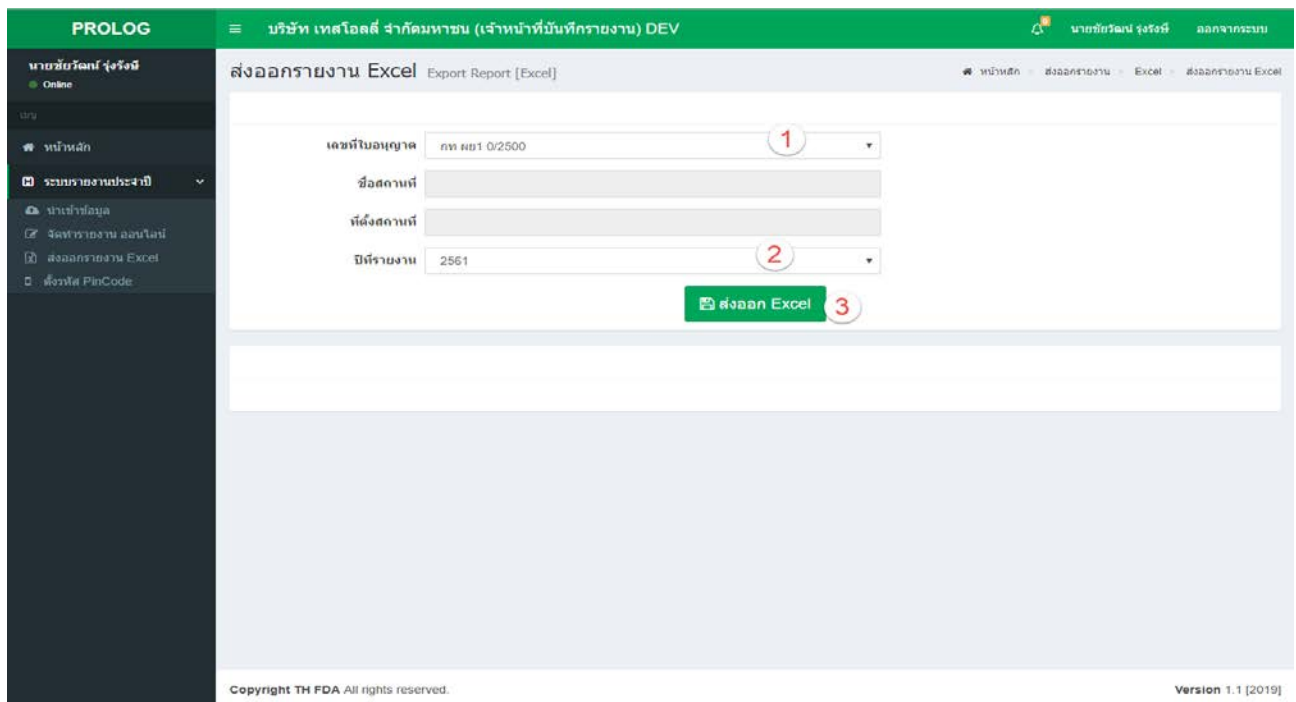 PROLOG
บริษัท เทสโอลลี่ จำกัดมหาชน (เจ้าหน้าที่บันทึกรายงาน) DEV
0
นายชัยวัฒน์ รุ่งรังษี
ออกจากระบบ
นายชัยวัฒน์ รุ่งรังษี
Online
เมนู
หน้าหลัก
ระบบรายงานประจำปี
นำเข้าข้อมูล
จัดทำรายงาน ออนไลน์
ส่งออกรายงาน Excel
ตั้งรหัส PinCode
ส่งออกรายงาน Excel Export Report [Excel]
หน้าหลัก ส่งออกรายงาน Excel ส่งออกรายงาน Excel
เลขที่ใบอนุญาต กท ผย1 0/2500 1
ชื่อสถานที่
ที่ตั้งสถานที่
ปีที่รายงาน 2561 2
ส่งออก Excel 3
Copyright TH FDA All rights reserved.
Version 1.1 [2019]